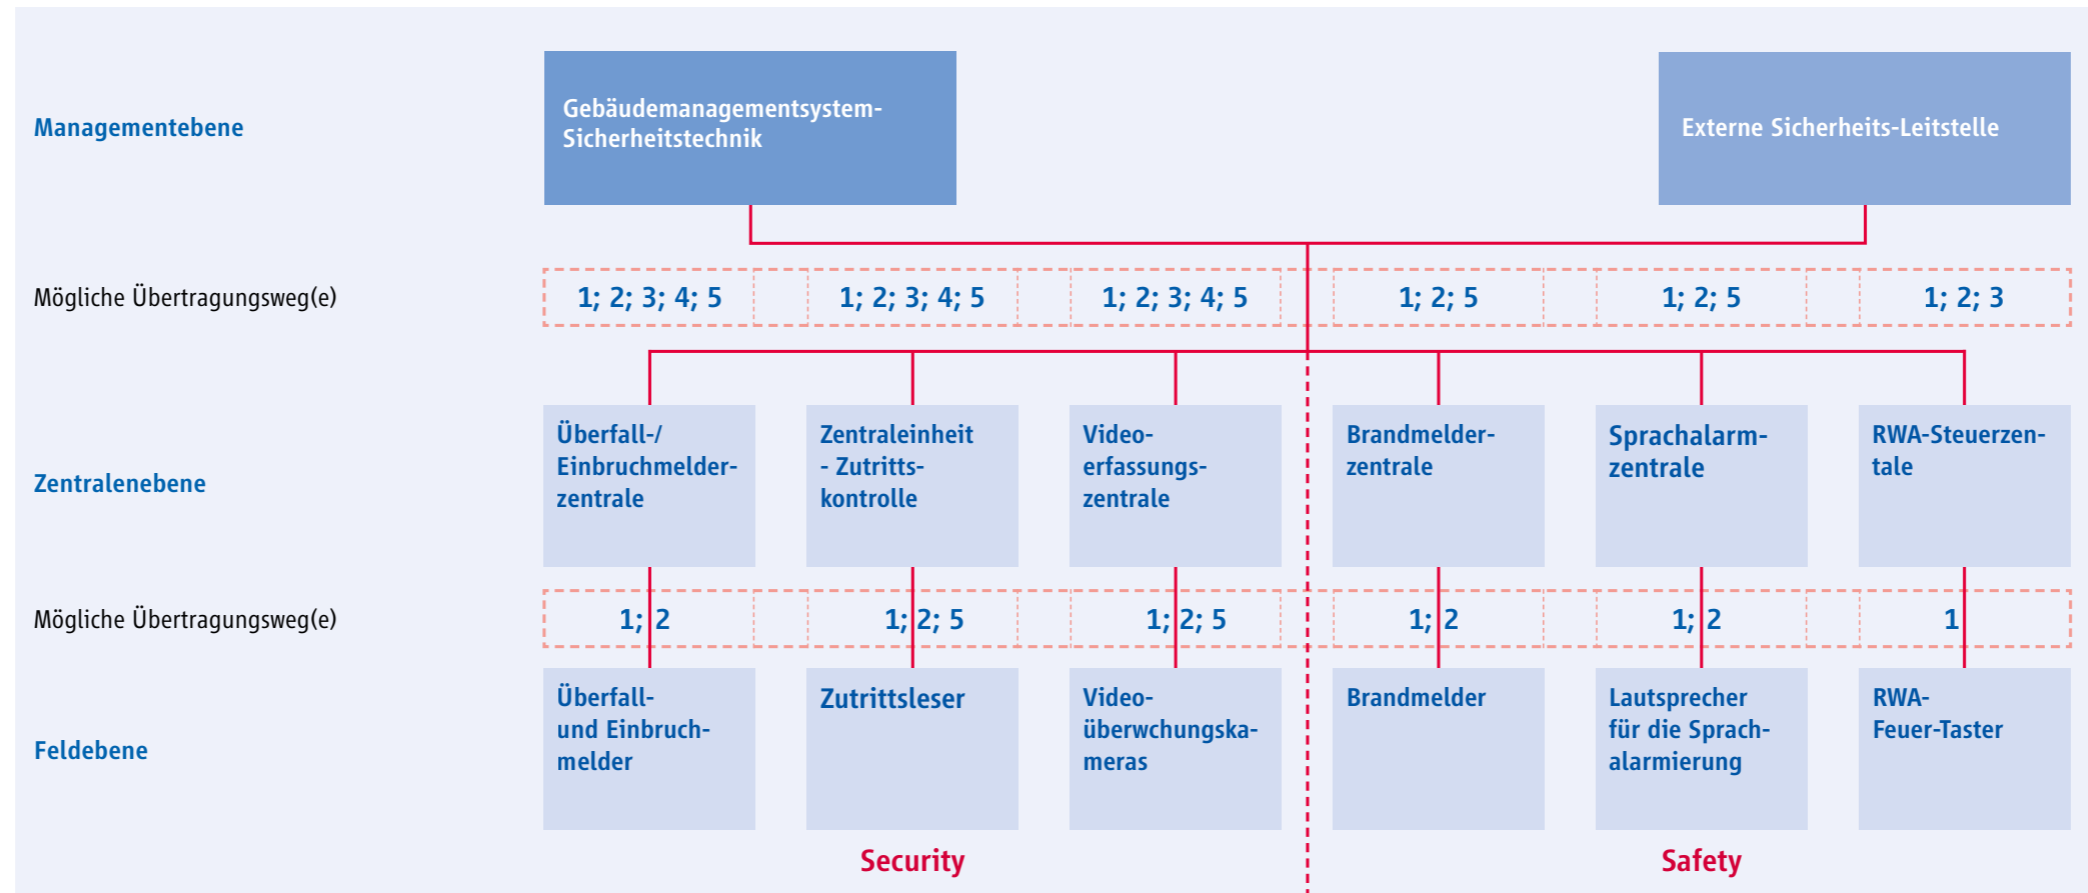 Managementebene
Gebäudemanagementsystem-
Sicherheitstechnik
Externe Sicherheits-Leitstelle
Mögliche Übertragungsweg(e)
1; 2; 3; 4; 5
1; 2; 3; 4; 5
1; 2; 3; 4; 5
1; 2; 5
1; 2; 5
1; 2; 3
Zentralenebene
Überfall-/
Einbruchmelder-
zentrale
Zentraleinheit
- Zutritts-
kontrolle
Video-
erfassungs-
zentrale
Brandmelder-
zentrale
Sprachalarm-
zentrale
RWA-Steuerzen-
tale
Mögliche Übertragungsweg(e)
1; 2
1; 2; 5
1; 2; 5
1; 2
1; 2
1
Feldebene
Überfall-
und Einbruch-
melder
Zutrittsleser
Video-
überwchungska-
meras
Brandmelder
Lautsprecher
für die Sprach-
alarmierung
RWA-
Feuer-Taster
Security
Safety